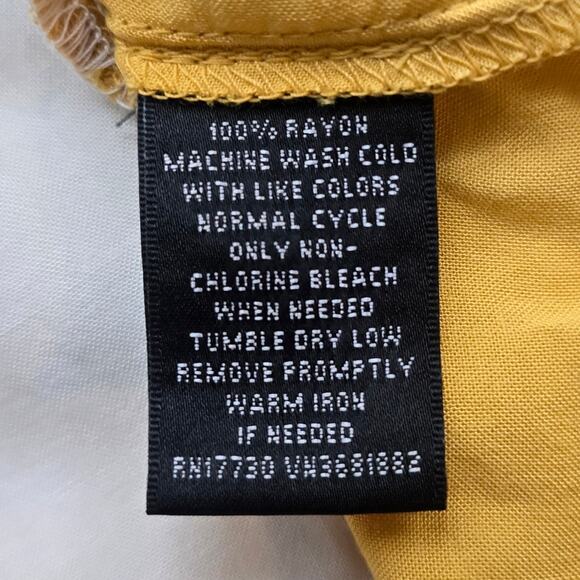 100% RAYON
MACHINE WASH COLD
WITH LIKE COLORS
NORMAL CYCLE
ONLY NON-
CHLORINE BLEACH
WHEN NEEDED
TUMBLE DRY LOW
REMOVE PROMPTLY
WARM IRON
IF NEEDED
RN17730 VN3681882